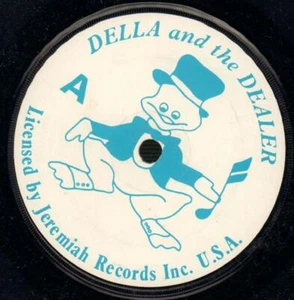 DELLA and the DEALER
A
Licensed by Jeremiah Records Inc. U.S.A.